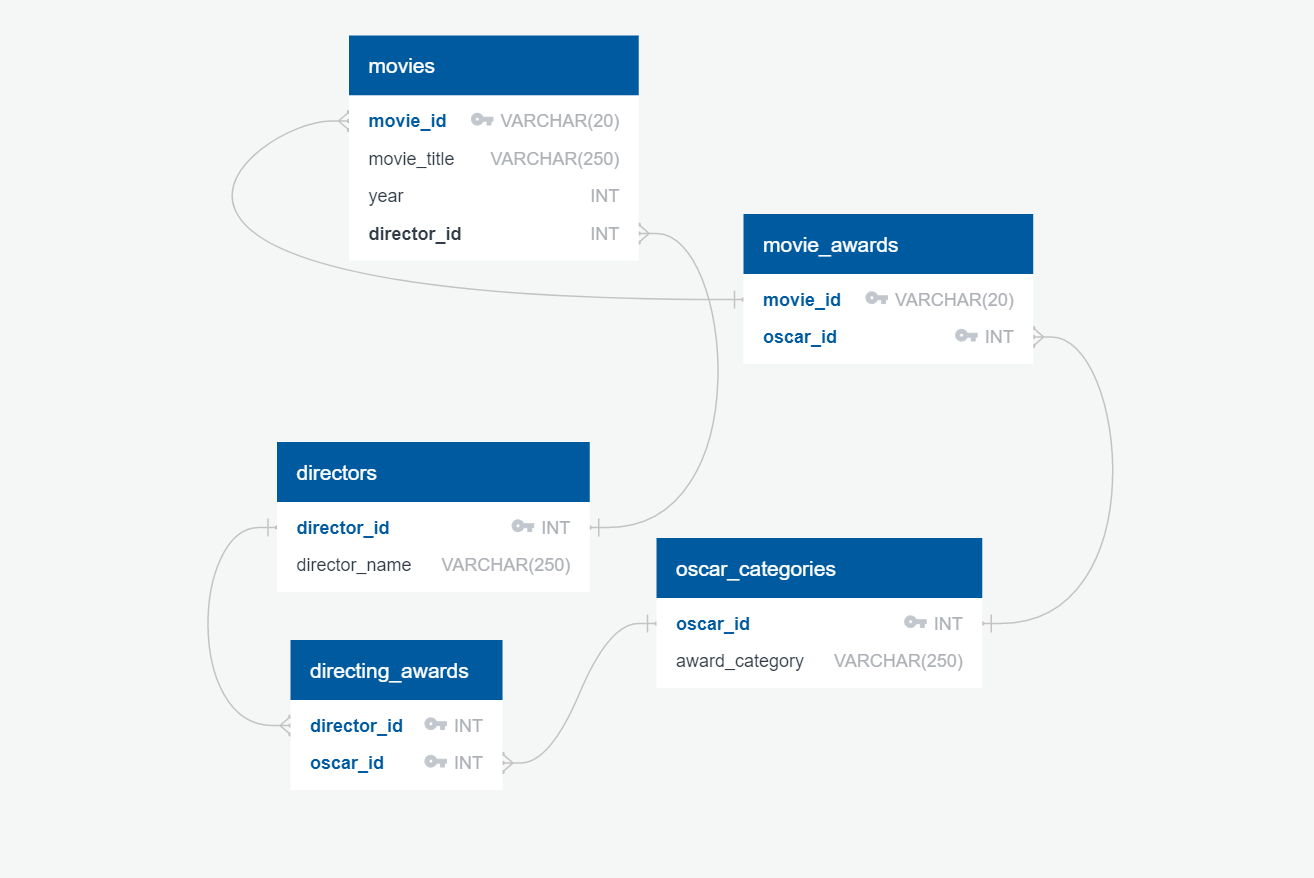 movies
movie_id VARCHAR(20)
movie_title VARCHAR(250)
year INT
director_id INT
movie_awards
movie_id VARCHAR(20)
oscar_id INT
directors
director_id INT
director_name VARCHAR(250)
oscar_categories
oscar_id INT
award_category VARCHAR(250)
directing_awards
director_id INT
oscar_id INT